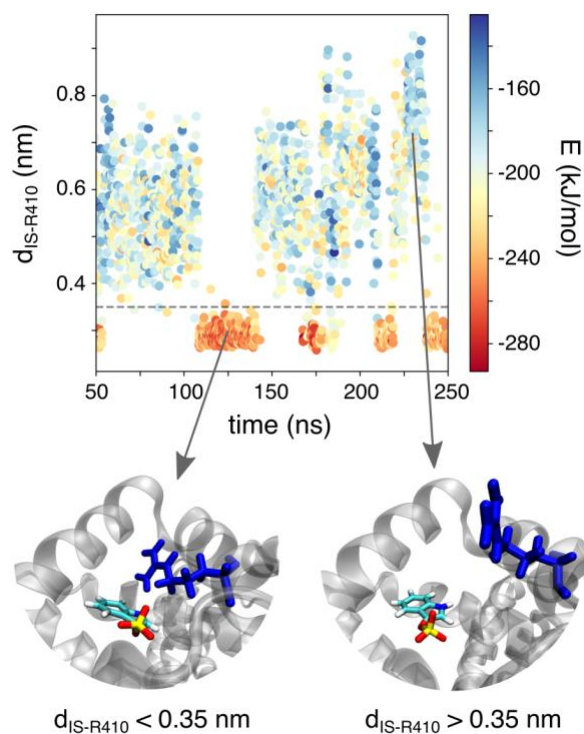 0.8
0.6
0.4
d_IS-R410 (nm)
50
100
150
200
250
time (ns)
-160
-200
-240
-280
E (kJ/mol)
d_IS-R410 < 0.35 nm
d_IS-R410 > 0.35 nm